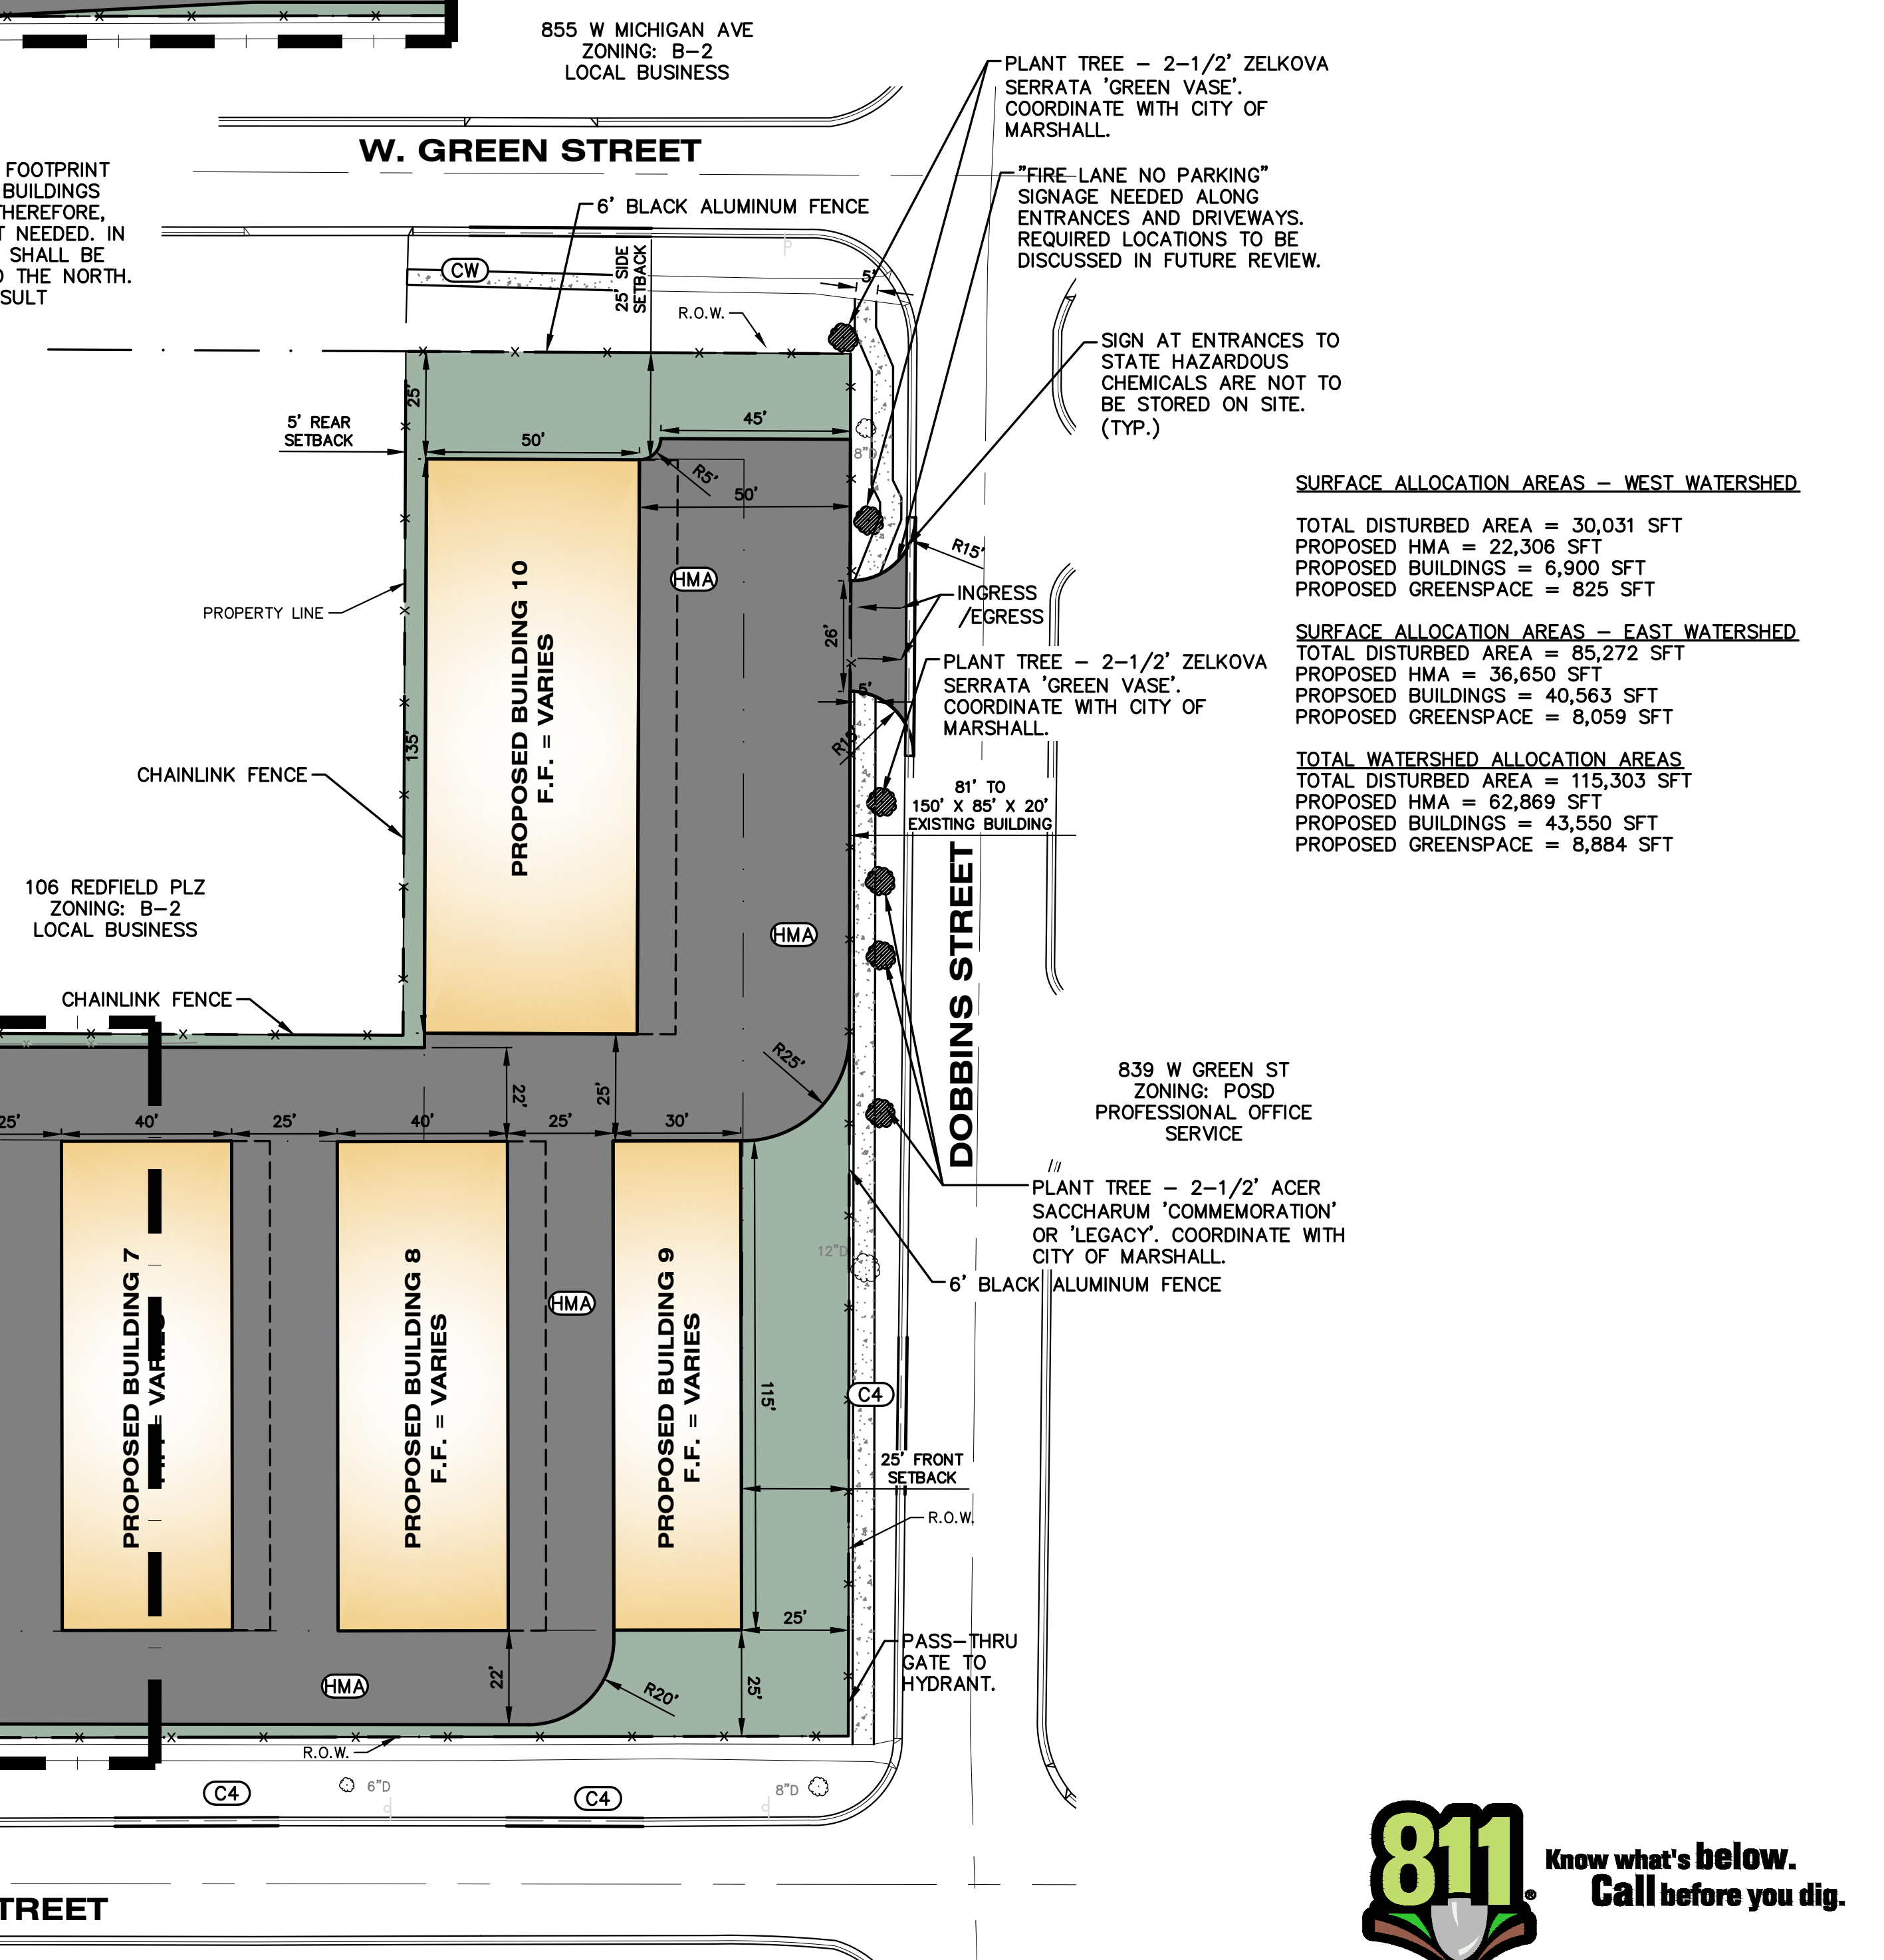 855 W MICHIGAN AVE
ZONING: B-2
LOCAL BUSINESS
W. GREEN STREET
FOOTPRINT
BUILDINGS
THEREFORE,
NEEDED. IN
SHALL BE
THE NORTH.
SULT
6' BLACK ALUMINUM FENCE
CW
25' SIDE
SETBACK
R.O.W.
5'
PLANT TREE - 2-1/2' ZELKOVA
SERRATA 'GREEN VASE'.
COORDINATE WITH CITY OF
MARSHALL.
"FIRE LANE NO PARKING"
SIGNAGE NEEDED ALONG
ENTRANCES AND DRIVEWAYS.
REQUIRED LOCATIONS TO BE
DISCUSSED IN FUTURE REVIEW.
SIGN AT ENTRANCES TO
STATE HAZARDOUS
CHEMICALS ARE NOT TO
BE STORED ON SITE.
(TYP.)
25'
5' REAR
SETBACK
50'
45'
R5'
50'
8"D
HMA
R15'
PROPERTY LINE
INGRESS
/EGRESS
26'
5'
R15'
PLANT TREE - 2-1/2' ZELKOVA
SERRATA 'GREEN VASE'.
COORDINATE WITH CITY OF
MARSHALL.
PROPOSED BUILDING 10
F.F. = VARIES
135'
CHAINLINK FENCE
81' TO
150' X 85' X 20'
EXISTING BUILDING
SURFACE ALLOCATION AREAS - WEST WATERSHED
TOTAL DISTURBED AREA = 30,031 SFT
PROPOSED HMA = 22,306 SFT
PROPOSED BUILDINGS = 6,900 SFT
PROPOSED GREENSPACE = 825 SFT
SURFACE ALLOCATION AREAS - EAST WATERSHED
TOTAL DISTURBED AREA = 85,272 SFT
PROPOSED HMA = 36,650 SFT
PROPSOED BUILDINGS = 40,563 SFT
PROPOSED GREENSPACE = 8,059 SFT
TOTAL WATERSHED ALLOCATION AREAS
TOTAL DISTURBED AREA = 115,303 SFT
PROPOSED HMA = 62,869 SFT
PROPOSED BUILDINGS = 43,550 SFT
PROPOSED GREENSPACE = 8,884 SFT
106 REDFIELD PLZ
ZONING: B-2
LOCAL BUSINESS
HMA
DOBBINS STREET
CHAINLINK FENCE
R25'
22'
25'
25'
40'
25'
40'
25'
30'
839 W GREEN ST
ZONING: POSD
PROFESSIONAL OFFICE
SERVICE
PLANT TREE - 2-1/2' ACER
SACCHARUM 'COMMEMORATION'
OR 'LEGACY'. COORDINATE WITH
CITY OF MARSHALL.
12"D
6' BLACK ALUMINUM FENCE
PROPOSED BUILDING 7
F.F. = VARIES
PROPOSED BUILDING 8
F.F. = VARIES
HMA
PROPOSED BUILDING 9
F.F. = VARIES
115'
C4
25' FRONT
SETBACK
R.O.W.
25'
PASS-THRU
GATE TO
HYDRANT.
HMA
22'
R20'
25'
R.O.W.
C4
6"D
C4
8"D
TREET
811®
Know what's below.
Call before you dig.